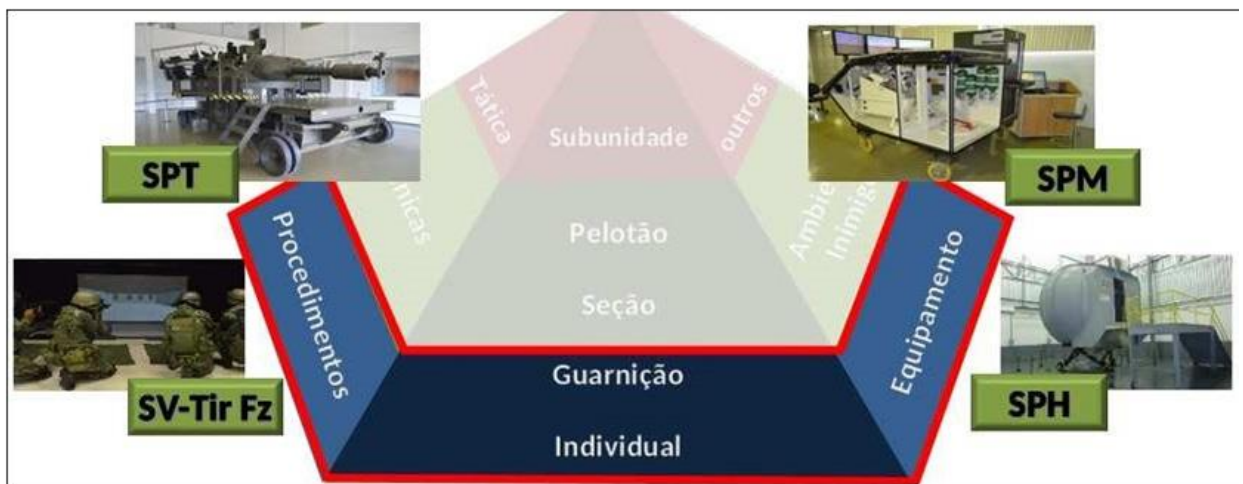 Tática
outros
Subunidade
SPT
SPM
Procedimentos
Pelotão
Equipamento
Seção
SV-Tir Fz
Guarnição
SPH
Individual